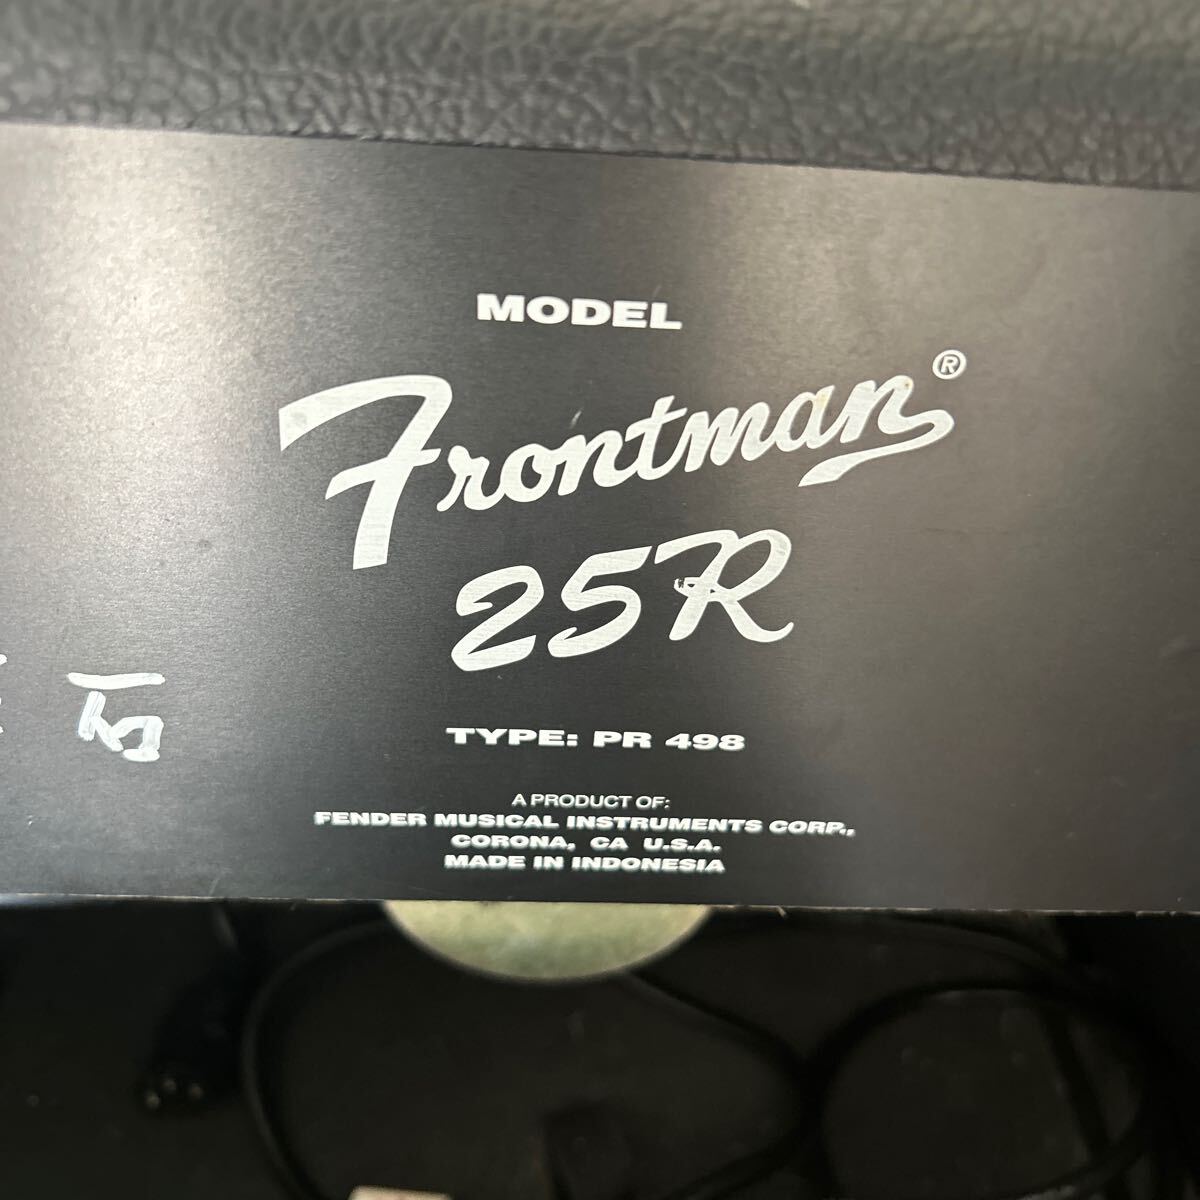 MODEL
Frontman®
25R
TYPE: PR 498
A PRODUCT OF:
FENDER MUSICAL INSTRUMENTS CORP.,
CORONA, CA U.S.A.
MADE IN INDONESIA